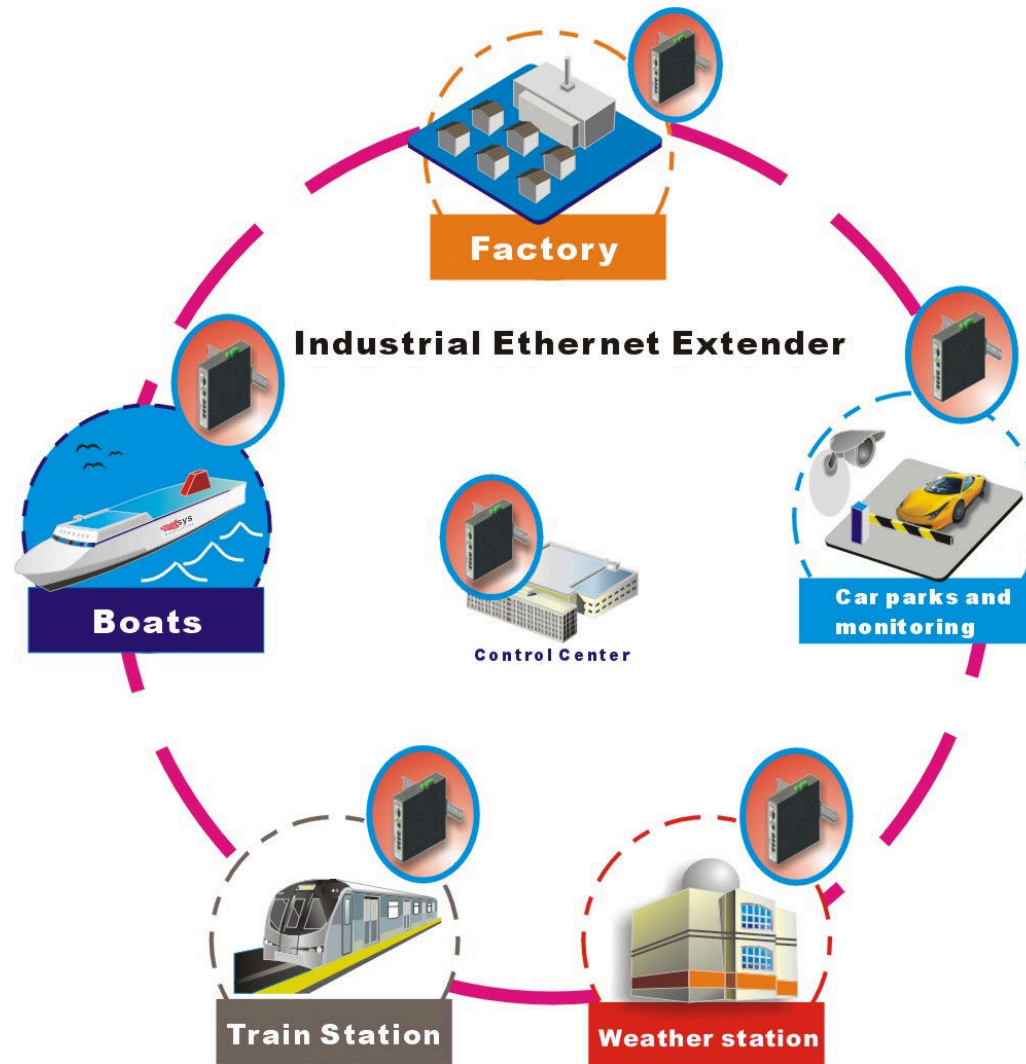 Factory
Industrial Ethernet Extender
Boats
Car parks and
monitoring
Control Center
Train Station
Weather station